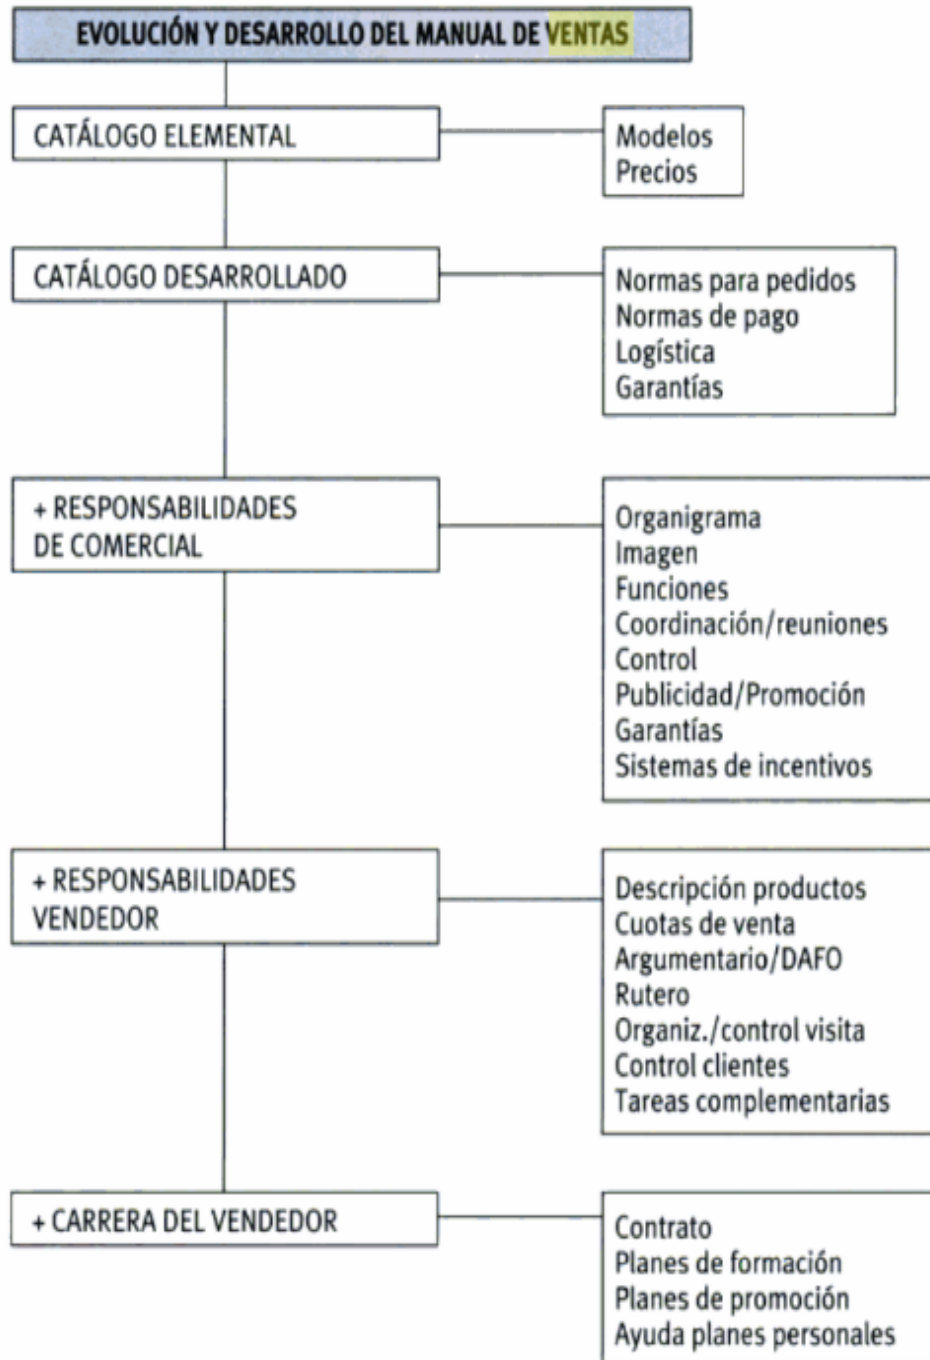 EVOLUCIÓN Y DESARROLLO DEL MANUAL DE VENTAS
CATÁLOGO ELEMENTAL
Modelos
Precios
CATÁLOGO DESARROLLADO
Normas para pedidos
Normas de pago
Logística
Garantías
+ RESPONSABILIDADES
DE COMERCIAL
Organigrama
Imagen
Funciones
Coordinación/reuniones
Control
Publicidad/Promoción
Garantías
Sistemas de incentivos
+ RESPONSABILIDADES
VENDEDOR
Descripción productos
Cuotas de venta
Argumentario/DAFO
Rutero
Organiz./control visita
Control clientes
Tareas complementarias
+ CARRERA DEL VENDEDOR
Contrato
Planes de formación
Planes de promoción
Ayuda planes personales